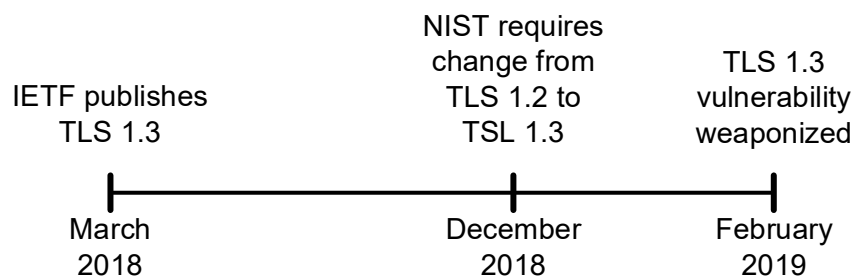 IETF publishes
TLS 1.3
NIST requires
change from
TLS 1.2 to
TSL 1.3
TLS 1.3
vulnerability
weaponized
March
2018
December
2018
February
2019